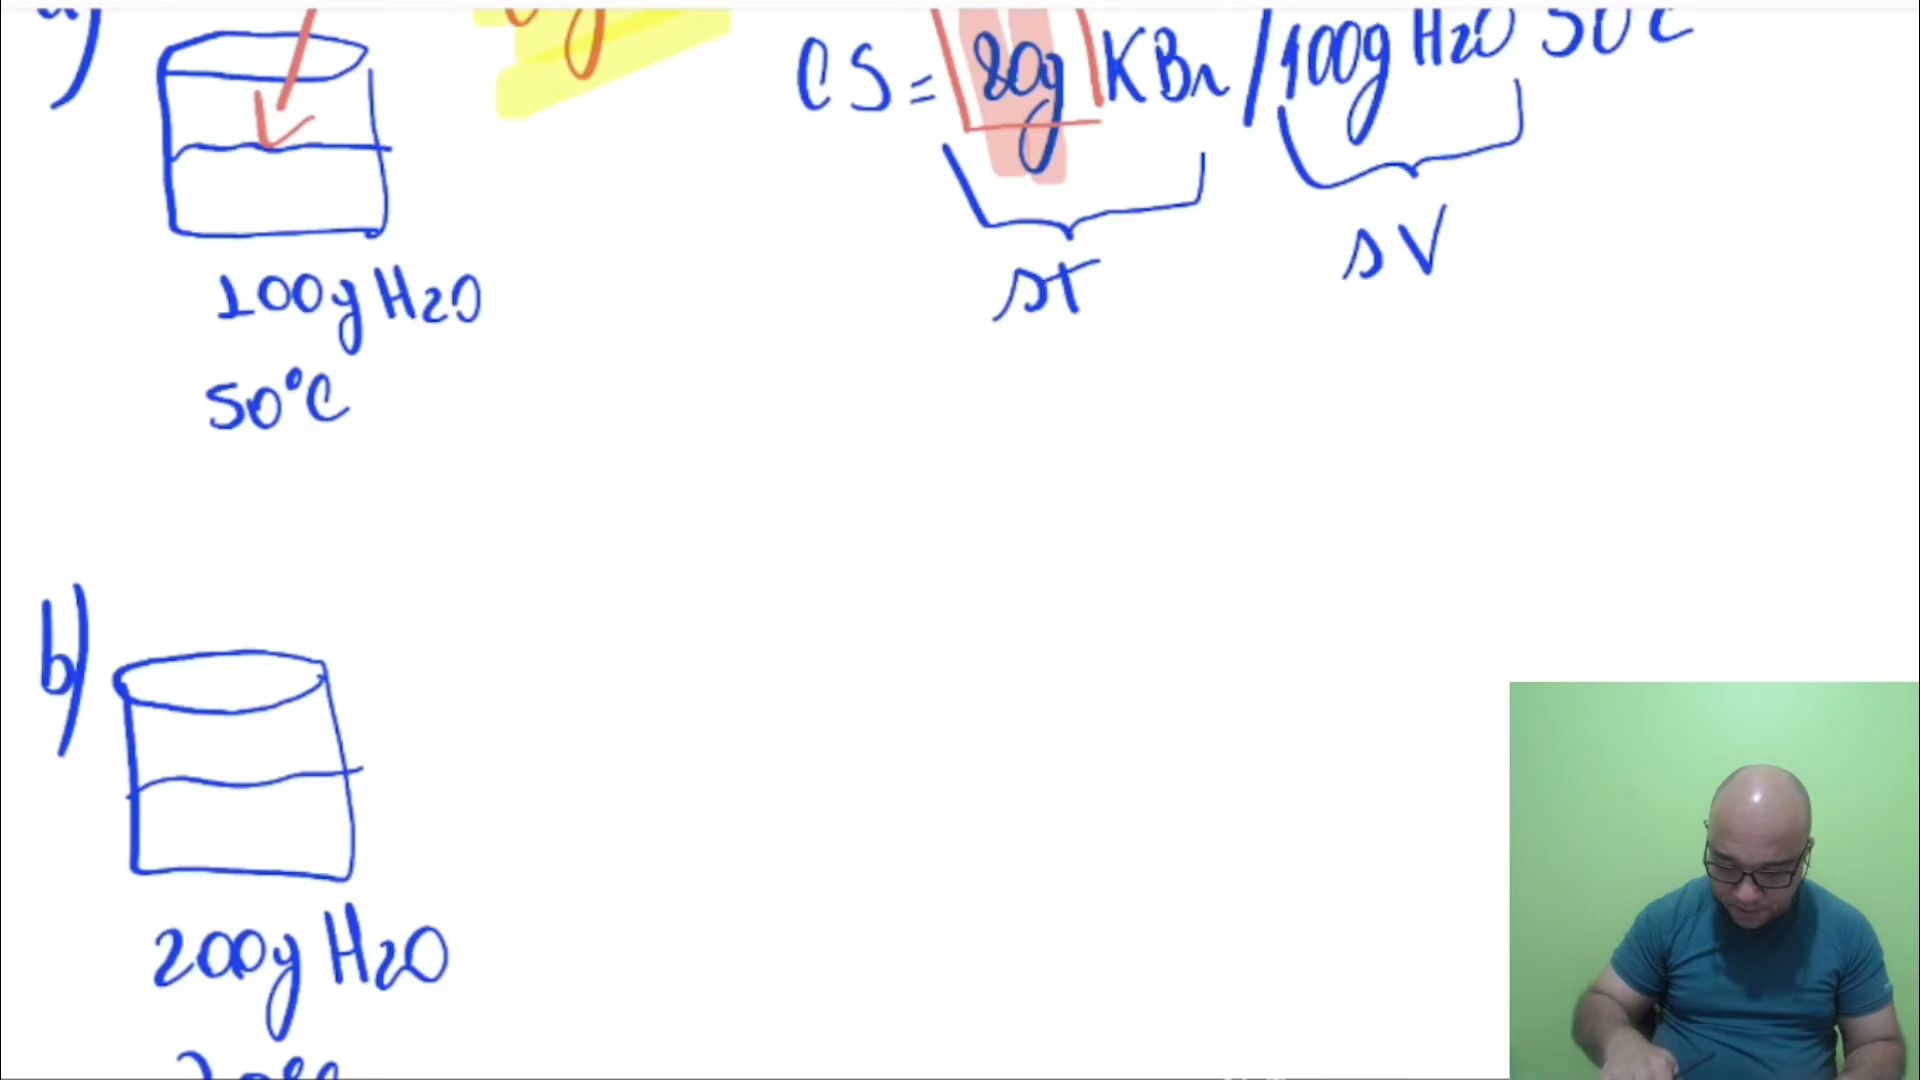 a)
CS = 80g KBr / 100g H2O 50°C
st
sV
100g H2O
50°C
b)
200g H2O